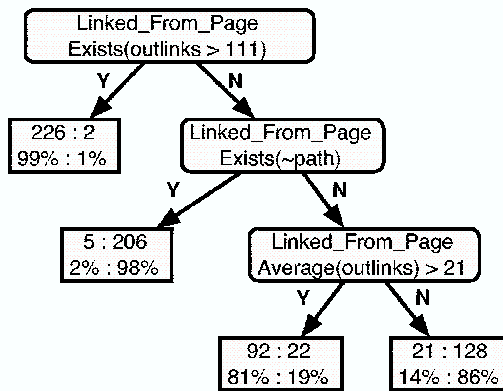 Linked_From_Page
Exists(outlinks > 111)
Y
N
226 : 2
99% : 1%
Linked_From_Page
Exists(~path)
Y
N
5 : 206
2% : 98%
Linked_From_Page
Average(outlinks) > 21
Y
N
92 : 22
81% : 19%
21 : 128
14% : 86%